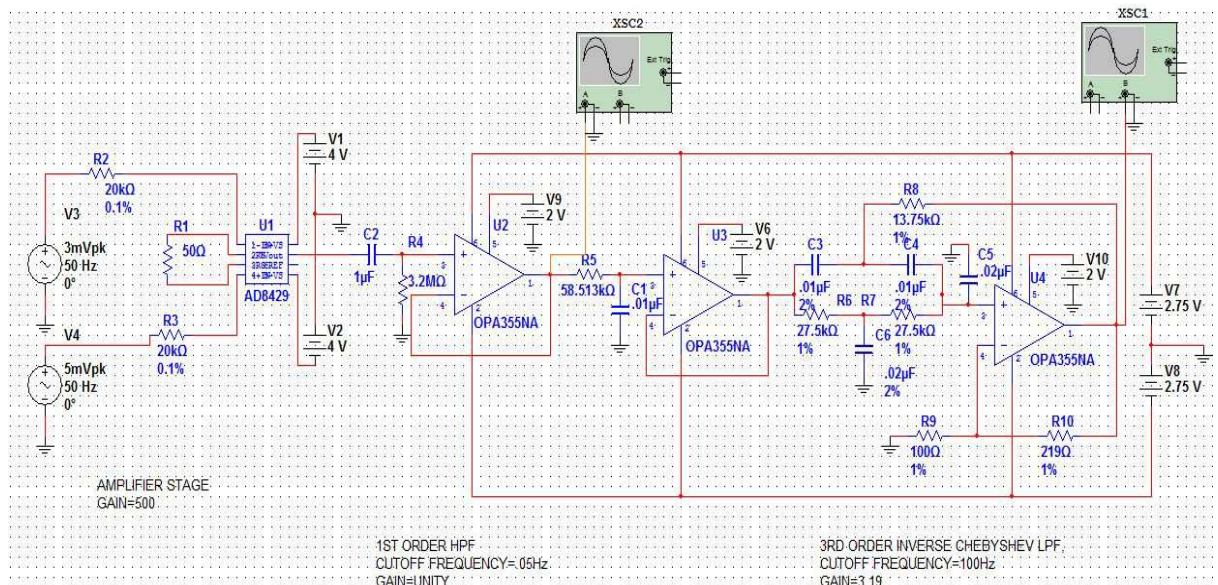 XSC2
Ext Trig
A
B
XSC1
Ext Trig
A
B
V1
4 V
R2
20kΩ
0.1%
V3
3mVpk
50 Hz
0°
R1
50Ω
U1
AD8429
C2
1µF
R4
3.2MΩ
V9
2 V
U2
OPA355NA
R5
58.513kΩ
C1
.01µF
V6
2 V
U3
OPA355NA
R8
13.75kΩ
1%
C3
.01µF
2%
C4
.01µF
2%
C5
.02µF
R6
27.5kΩ
1%
R7
27.5kΩ
1%
C6
.02µF
2%
U4
OPA355NA
V10
2 V
V7
2.75 V
V8
2.75 V
V4
5mVpk
50 Hz
0°
R3
20kΩ
0.1%
V2
4 V
R9
100Ω
1%
R10
219Ω
1%
AMPLIFIER STAGE
GAIN=500
1ST ORDER HPF
CUTOFF FREQUENCY=.05Hz
GAIN=UNITY
3RD ORDER INVERSE CHEBYSHEV LPF,
CUTOFF FREQUENCY=100Hz
GAIN=3.19